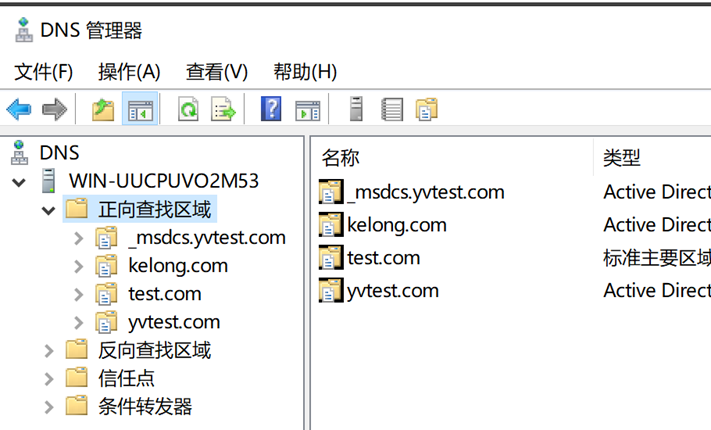 DNS 管理器
文件(F) 操作(A) 查看(V) 帮助(H)
DNS
WIN-UUCPUVO2M53
正向查找区域
_msdcs.yvtest.com
kelong.com
test.com
yvtest.com
反向查找区域
信任点
条件转发器
名称 类型
_msdcs.yvtest.com Active Direct
kelong.com Active Direct
test.com 标准主要区域
yvtest.com Active Direct